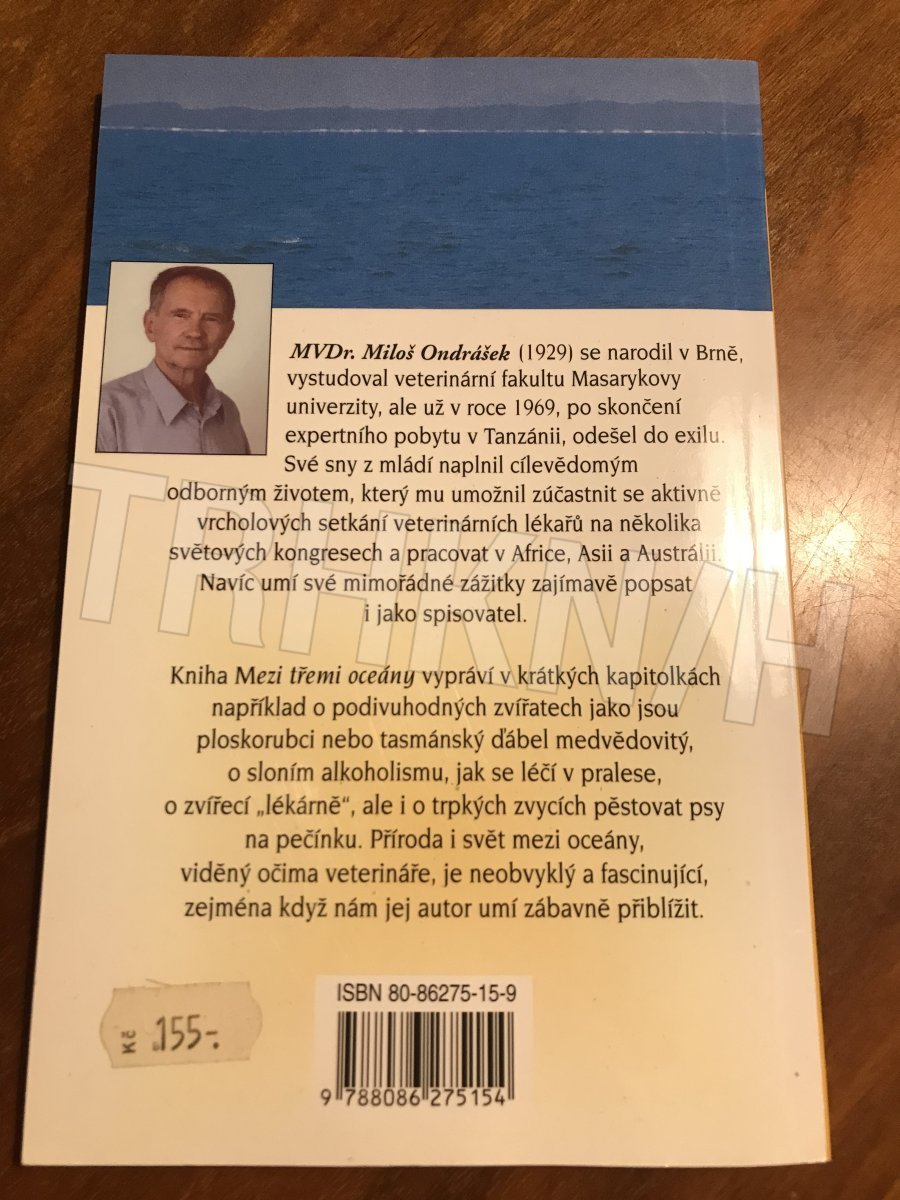 MVDr. Miloš Ondrášek (1929) se narodil v Brně,
vystudoval veterinární fakultu Masarykovy
univerzity, ale už v roce 1969, po skončení
expertního pobytu v Tanzánii, odešel do exilu.
Své sny z mládí naplnil cílevědomým
odborným životem, který mu umožnil zúčastnit se aktivně
vrcholových setkání veterinárních lékařů na několika
světových kongresech a pracovat v Africe, Asii a Austrálii.
Navíc umí své mimořádné zážitky zajímavě popsat
i jako spisovatel.
Kniha Mezi třemi oceány vypráví v krátkých kapitolkách
například o podivuhodných zvířatech jako jsou
ploskorubci nebo tasmánský ďábel medvědovitý,
o sloním alkoholismu, jak se léčí v pralese,
o zvířecí „lékárně“, ale i o trpkých zvycích pěstovat psy
na pečínku. Příroda i svět mezi oceány,
viděný očima veterináře, je neobvyklý a fascinující,
zejména když nám jej autor umí zábavně přiblížit.
ISBN 80-86275-15-9
9 788086 275154
Kč 155-.
TRHKNIH